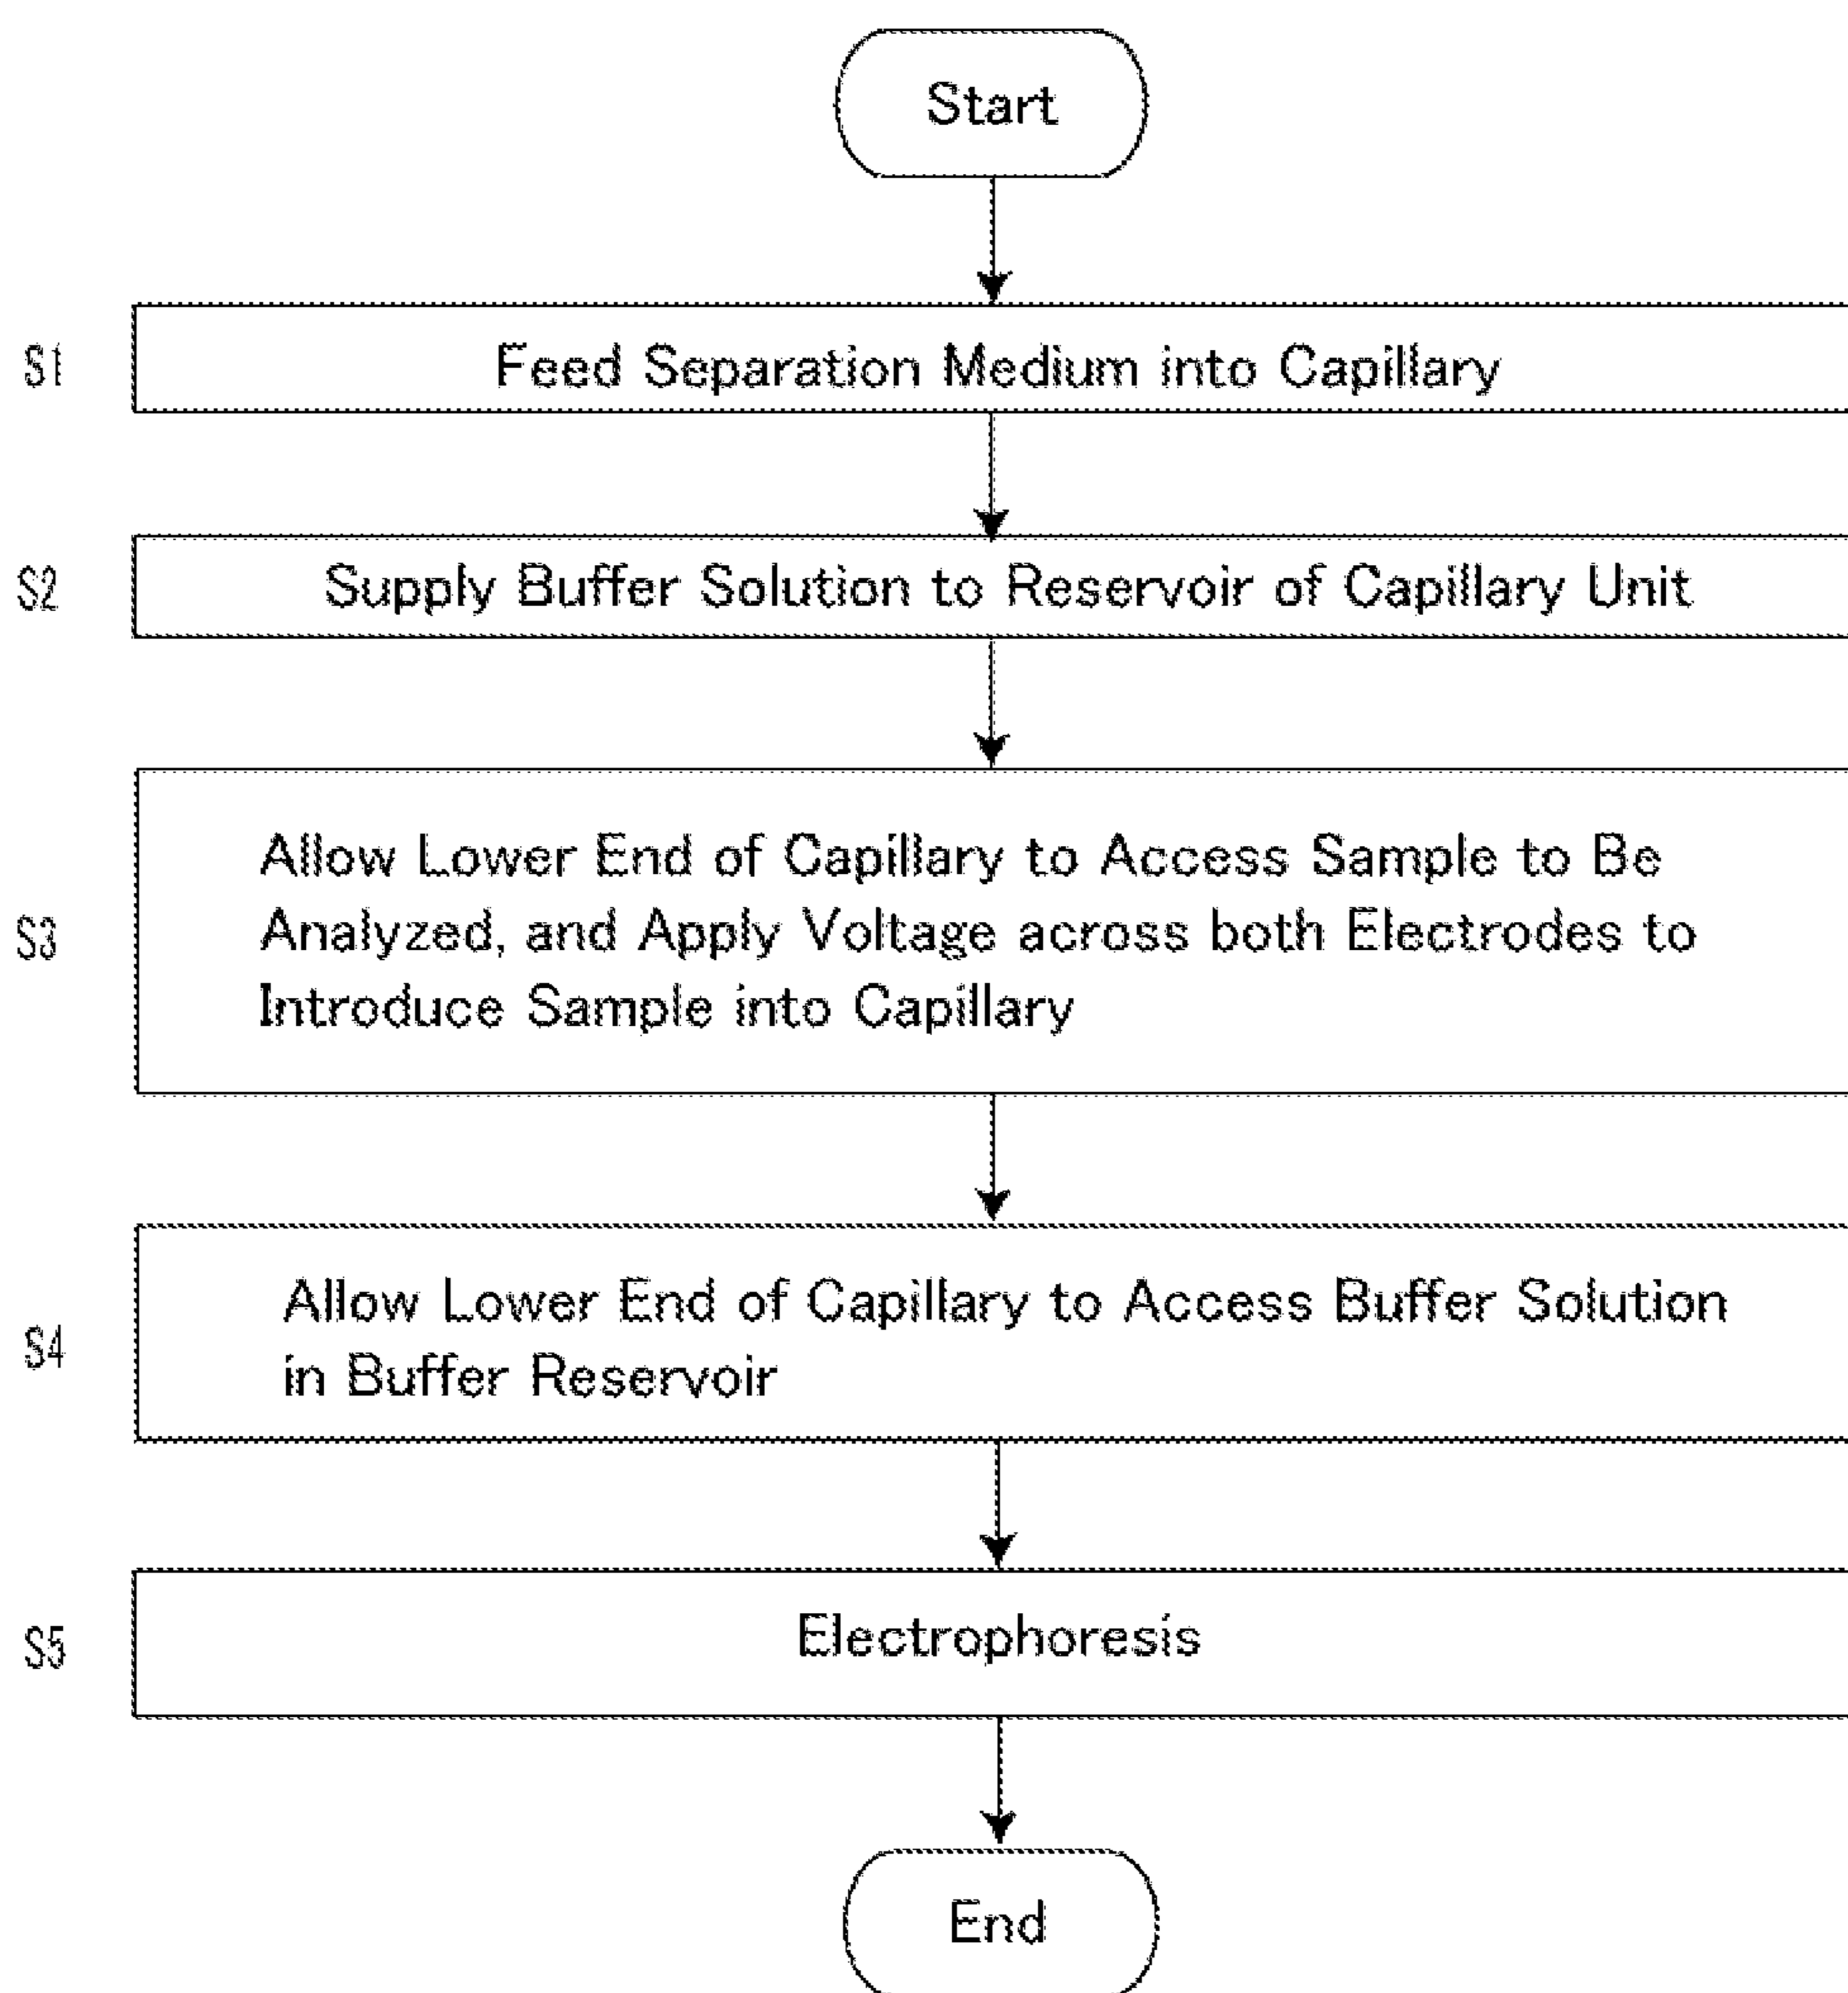 Start
S1
Feed Separation Medium into Capillary
S2
Supply Buffer Solution to Reservoir of Capillary Unit
S3
Allow Lower End of Capillary to Access Sample to Be
Analyzed, and Apply Voltage across both Electrodes to
Introduce Sample into Capillary
S4
Allow Lower End of Capillary to Access Buffer Solution
in Buffer Reservoir
S5
Electrophoresis
End